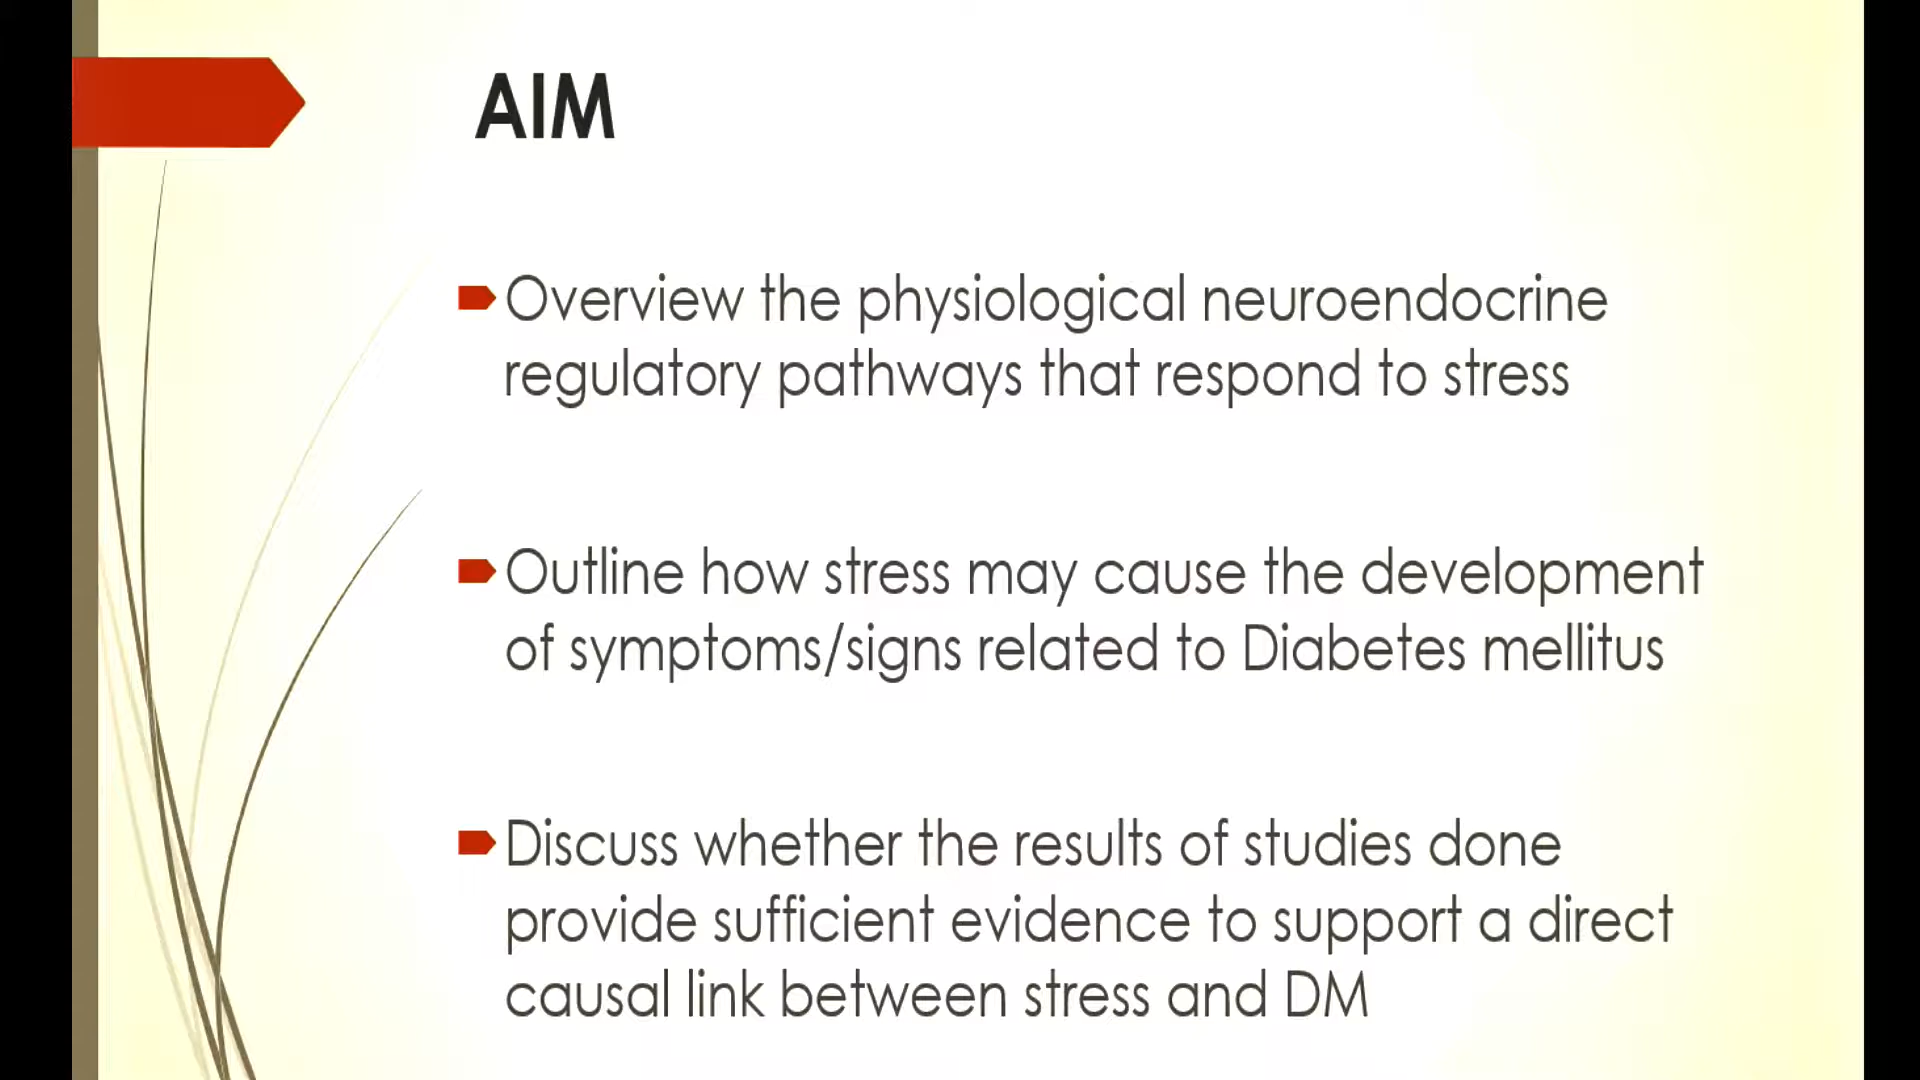 AIM
Overview the physiological neuroendocrine
regulatory pathways that respond to stress
Outline how stress may cause the development
of symptoms/signs related to Diabetes mellitus
Discuss whether the results of studies done
provide sufficient evidence to support a direct
causal link between stress and DM